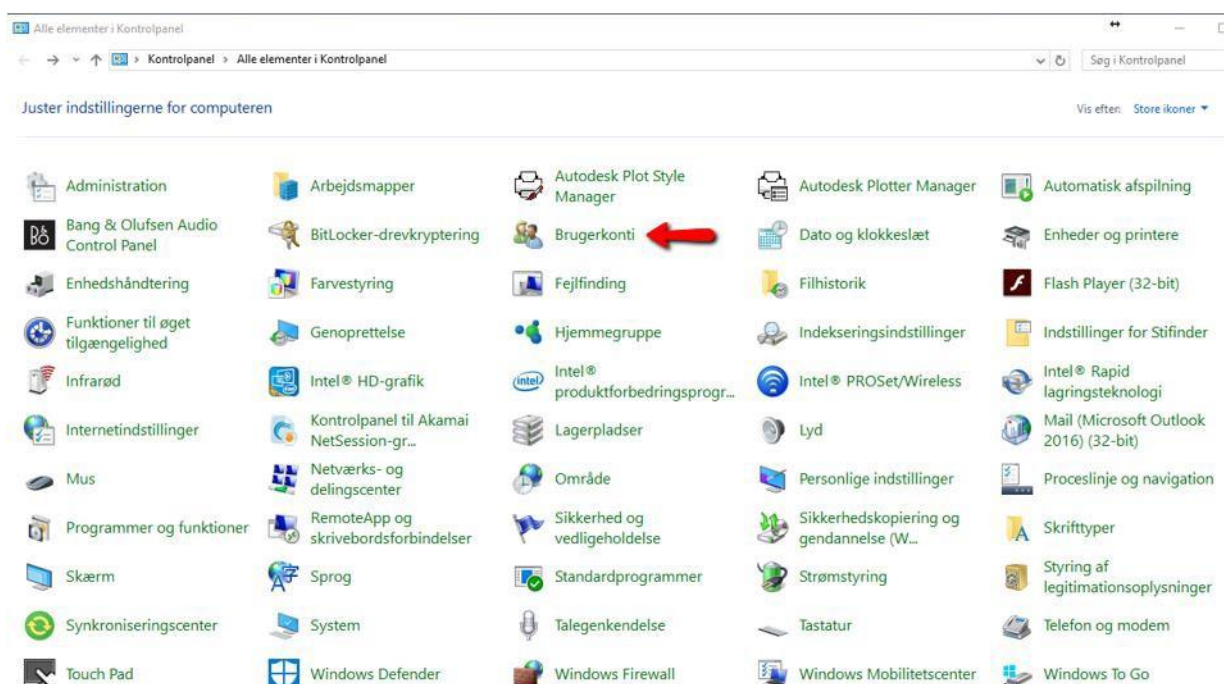 Alle elementer i Kontrolpanel
Kontrolpanel > Alle elementer i Kontrolpanel
Søg i Kontrolpanel
Juster indstillingerne for computeren
Vis efter: Store ikoner
Administration
Arbejdsmapper
Autodesk Plot Style
Manager
Autodesk Plotter Manager
Automatisk afspilning
Bang & Olufsen Audio
Control Panel
BitLocker-drevkryptering
Brugerkonti
Dato og klokkeslæt
Enheder og printere
Enhedshåndtering
Farvestyring
Fejlfinding
Filhistorik
Flash Player (32-bit)
Funktioner til øget
tilgængelighed
Genoprettelse
Hjemmegruppe
Indekseringsindstillinger
Indstillinger for Stifinder
Infrarød
Intel® HD-grafik
Intel®
produktforbedringsprogr...
Intel® PROSet/Wireless
Intel® Rapid
lagringsteknologi
Internetindstillinger
Kontrolpanel til Akamai
NetSession-gr...
Lagerpladser
Lyd
Mail (Microsoft Outlook
2016) (32-bit)
Mus
Netværks- og
delingscenter
Område
Personlige indstillinger
Proceslinje og navigation
Programmer og funktioner
RemoteApp og
skrivebordsforbindelser
Sikkerhed og
vedligeholdelse
Sikkerhedskopiering og
gendannelse (W...
Skrifttyper
Skærm
Sprog
Standardprogrammer
Strømstyring
Styring af
legitimationsoplysninger
Synkroniseringscenter
System
Talegenkendelse
Tastatur
Telefon og modem
Touch Pad
Windows Defender
Windows Firewall
Windows Mobilitetscenter
Windows To Go